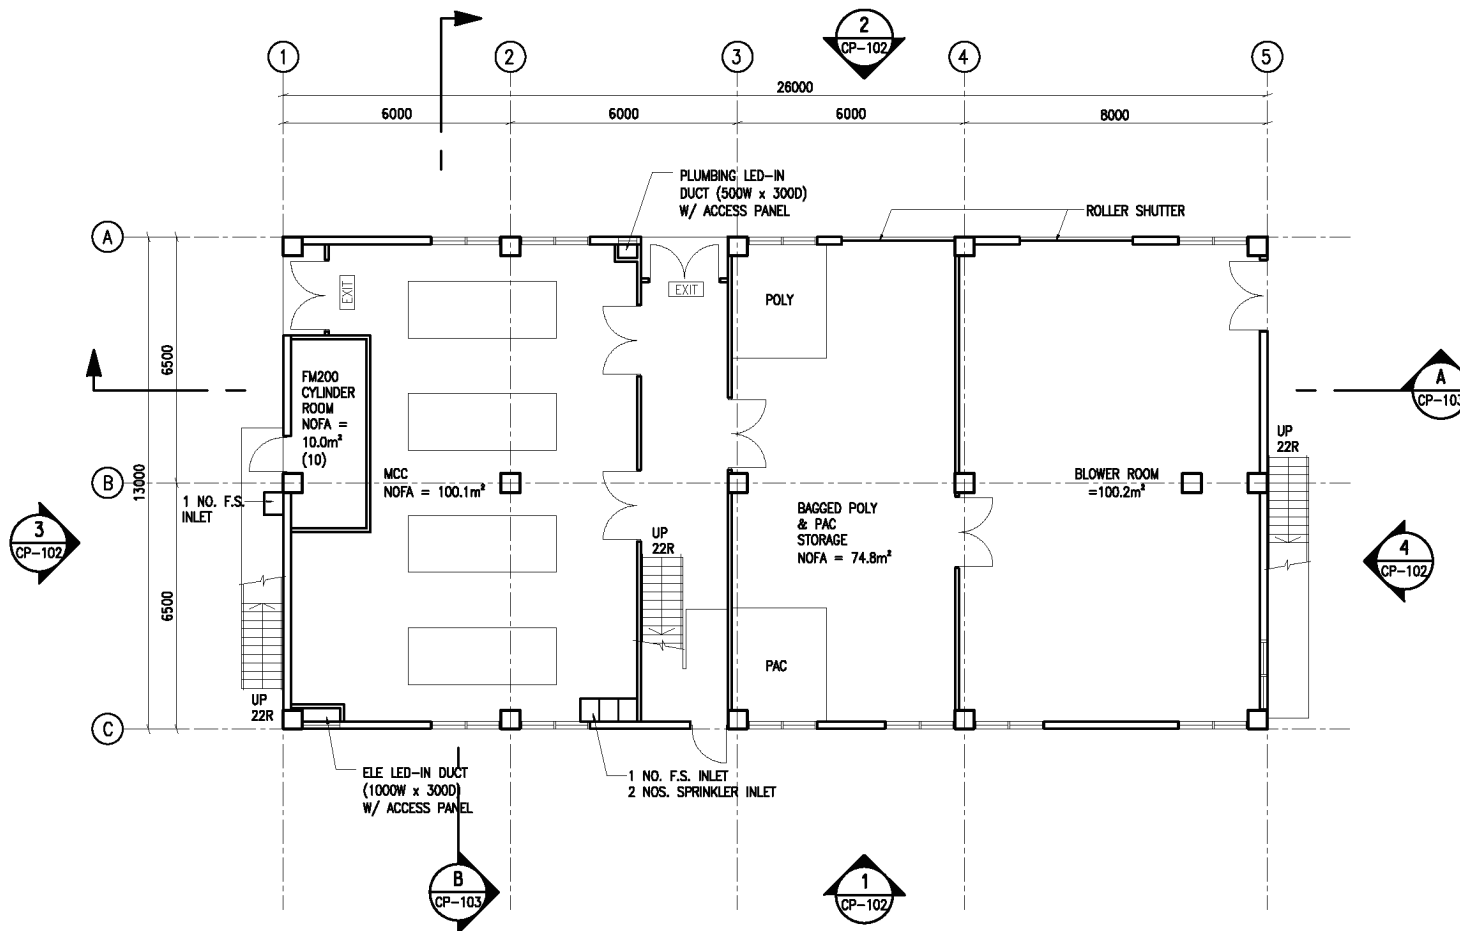 2
CP-102
1
2
3
4
5
26000
6000
6000
6000
8000
PLUMBING LED-IN
DUCT (500W x 300D)
W/ ACCESS PANEL
ROLLER SHUTTER
A
EXIT
EXIT
POLY
6500
FM200
CYLINDER
ROOM
NOFA =
10.0m²
(10)
A
CP-103
UP
22R
B
13000
MCC
NOFA = 100.1m²
BLOWER ROOM
=100.2m²
1 NO. F.S.
INLET
BAGGED POLY
& PAC
STORAGE
NOFA = 74.8m²
3
CP-102
UP
22R
4
CP-102
6500
PAC
UP
22R
C
ELE LED-IN DUCT
(1000W x 300D)
W/ ACCESS PANEL
1 NO. F.S. INLET
2 NOS. SPRINKLER INLET
B
CP-103
1
CP-102